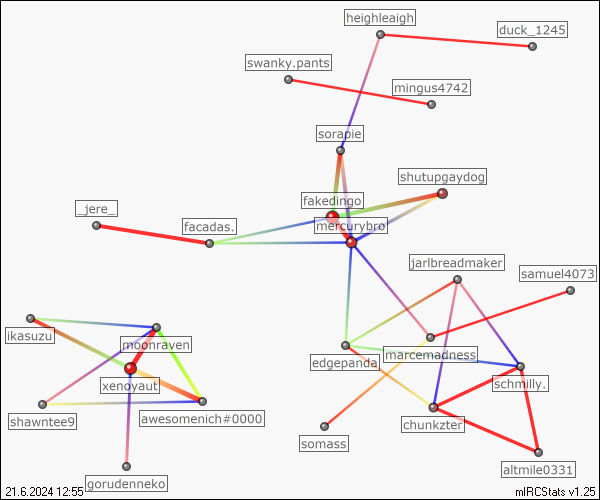 heighleaigh
duck_1245
swanky.pants
mingus4742
sorapie
shutupgaydog
fakedingo
_jere_
facadas.
mercurybro
jarlbreadmaker
samuel4073
ikasuzu
moonraven
edgepanda
marcemadness
xenoyaut
schmilly.
shawntee9
awesomenich#0000
chunkzter
somass
altmile0331
gorudenneko
21.6.2024 12:55
mIRCStats v1.25